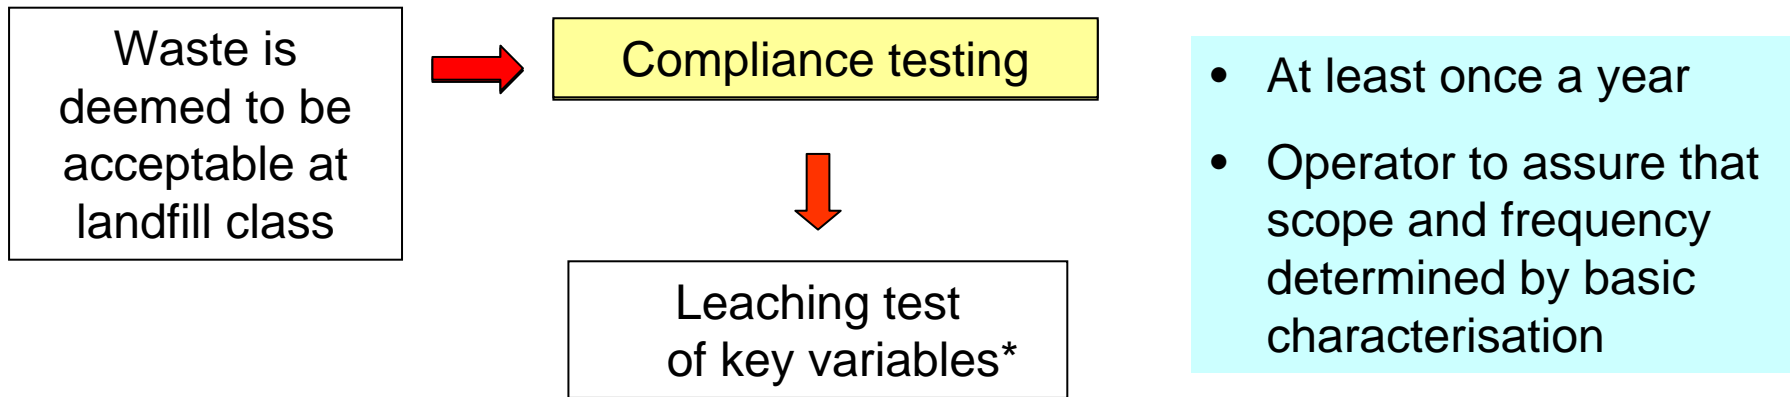 Waste is
deemed to be
acceptable at
landfill class
Compliance testing
Leaching test
of key variables*
• At least once a year
• Operator to assure that
scope and frequency
determined by basic
characterisation